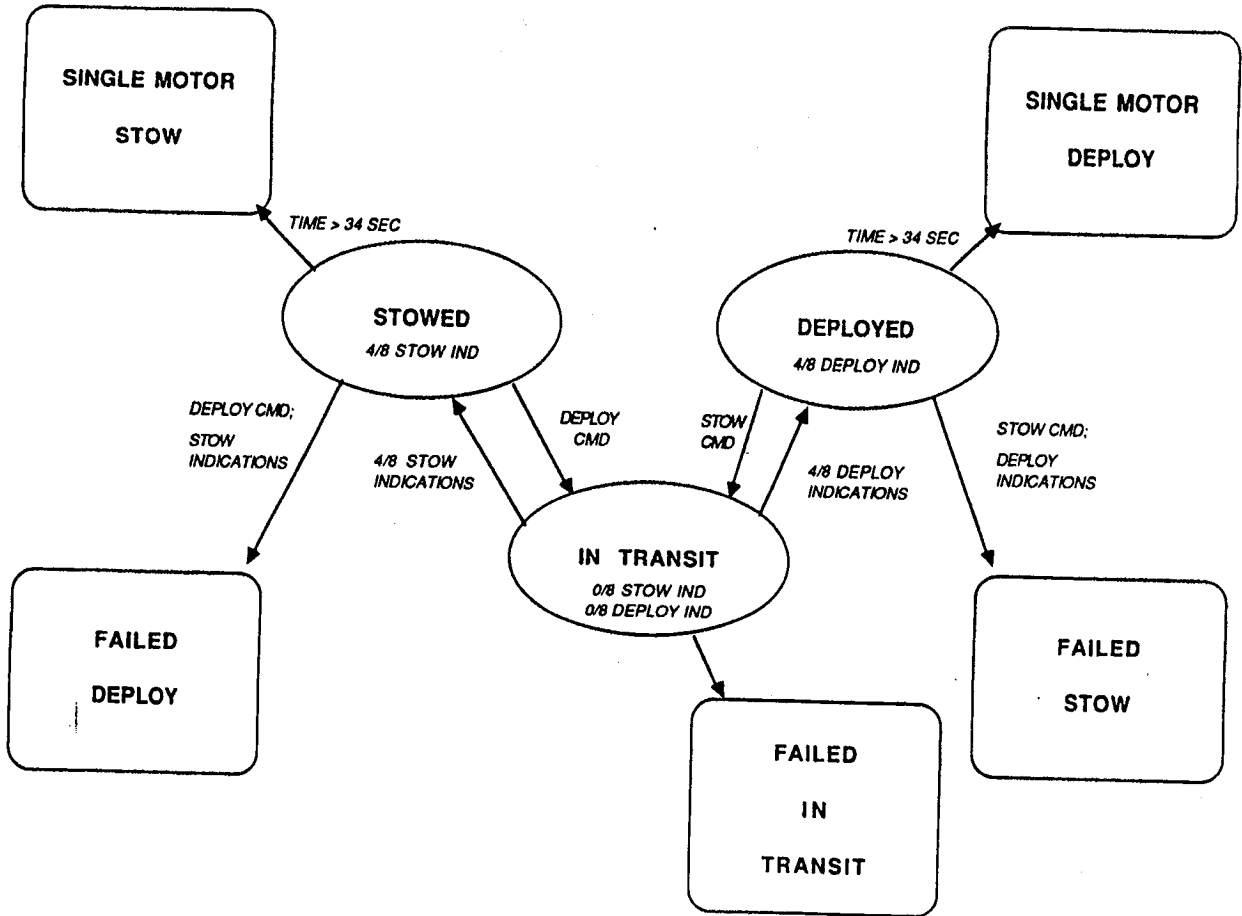 SINGLE MOTOR
STOW
SINGLE MOTOR
DEPLOY
TIME > 34 SEC
TIME > 34 SEC
STOWED
4/8 STOW IND
DEPLOYED
4/8 DEPLOY IND
DEPLOY CMD;
STOW
INDICATIONS
4/8 STOW
INDICATIONS
DEPLOY
CMD
STOW
CMD
4/8 DEPLOY
INDICATIONS
STOW CMD;
DEPLOY
INDICATIONS
IN TRANSIT
0/8 STOW IND
0/8 DEPLOY IND
FAILED
DEPLOY
FAILED
STOW
FAILED
IN
TRANSIT